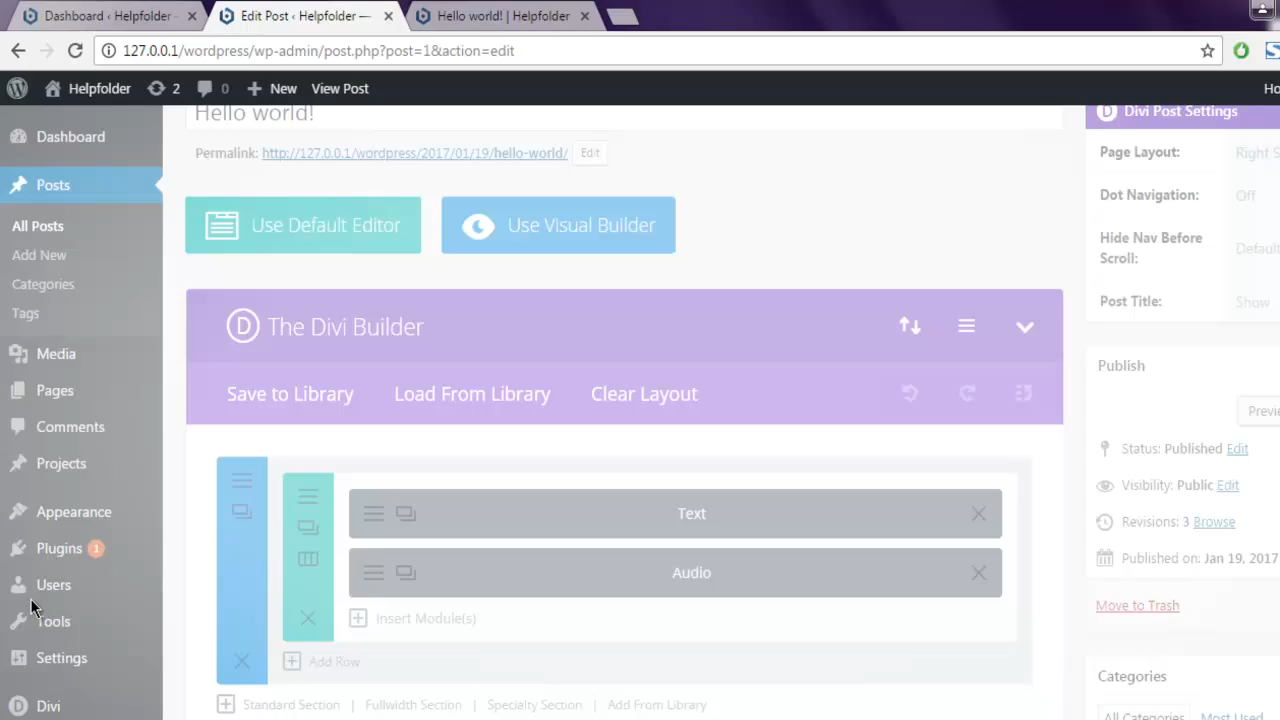 Dashboard ‹ Helpfolder -
Edit Post ‹ Helpfolder —
Hello world! | Helpfolder
127.0.0.1/wordpress/wp-admin/post.php?post=1&action=edit
Helpfolder
2
0
New
View Post
Ho
Dashboard
Posts
All Posts
Add New
Categories
Tags
Media
Pages
Comments
Projects
Appearance
Plugins 1
Users
Tools
Settings
Divi
Hello world!
Permalink: http://127.0.0.1/wordpress/2017/01/19/hello-world/ Edit
Use Default Editor
Use Visual Builder
The Divi Builder
Save to Library
Load From Library
Clear Layout
Text
Audio
Insert Module(s)
Add Row
Standard Section | Fullwidth Section | Specialty Section | Add From Library
Divi Post Settings
Page Layout: Right S
Dot Navigation: Off
Hide Nav Before
Scroll: Default
Post Title: Show
Publish
Previe
Status: Published Edit
Visibility: Public Edit
Revisions: 3 Browse
Published on: Jan 19, 2017
Move to Trash
Categories
All Categories
Most Used